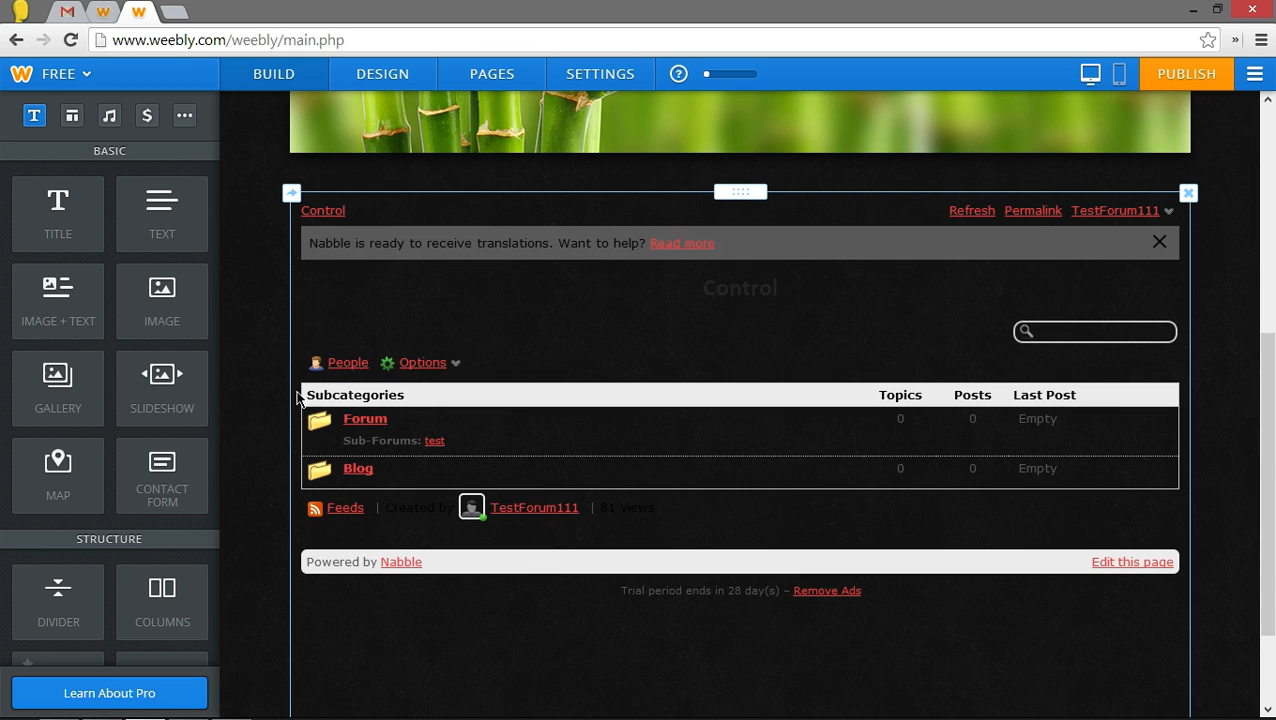 www.weebly.com/weebly/main.php
FREE BUILD DESIGN PAGES SETTINGS ? PUBLISH
T $
BASIC
T
TITLE TEXT
IMAGE + TEXT IMAGE
GALLERY SLIDESHOW
MAP CONTACT FORM
STRUCTURE
DIVIDER COLUMNS
Learn About Pro
Control Refresh Permalink TestForum111
Nabble is ready to receive translations. Want to help? Read more
Control
People Options
Subcategories Topics Posts Last Post
Forum 0 0 Empty
Sub-Forums: test
Blog 0 0 Empty
Feeds | Created by TestForum111 | 81 views
Powered by Nabble Edit this page
Trial period ends in 28 day(s) – Remove Ads